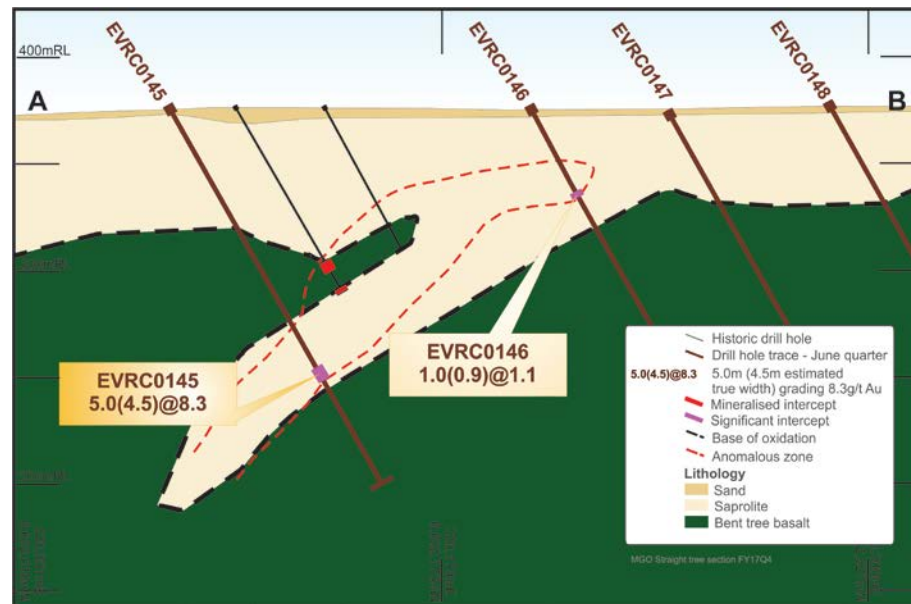 400mRL
EVRC0145
EVRC0146
EVRC0147
EVRC0148
A
B
EVRC0145
5.0(4.5)@8.3
EVRC0146
1.0(0.9)@1.1
Historic drill hole
Drill hole trace - June quarter
5.0(4.5)@8.3 5.0m (4.5m estimated
true width) grading 8.3g/t Au
Mineralised intercept
Significant intercept
Base of oxidation
Anomalous zone
Lithology
Sand
Saprolite
Bent tree basalt
MGO Straight tree section FY17Q4